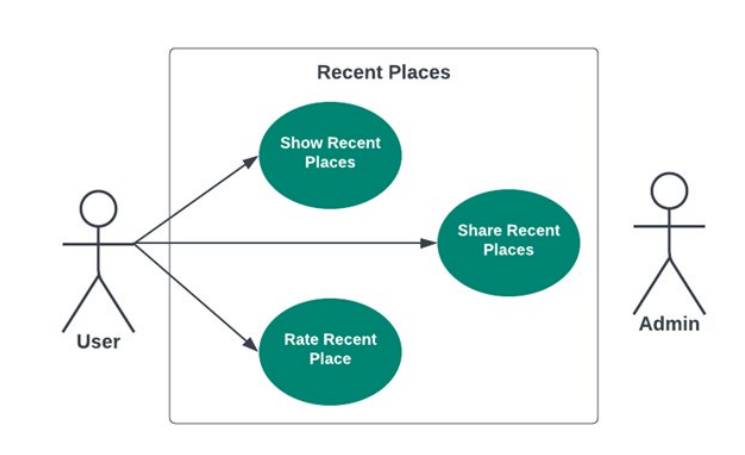 Recent Places
Show Recent
Places
Share Recent
Places
Rate Recent
Place
User
Admin